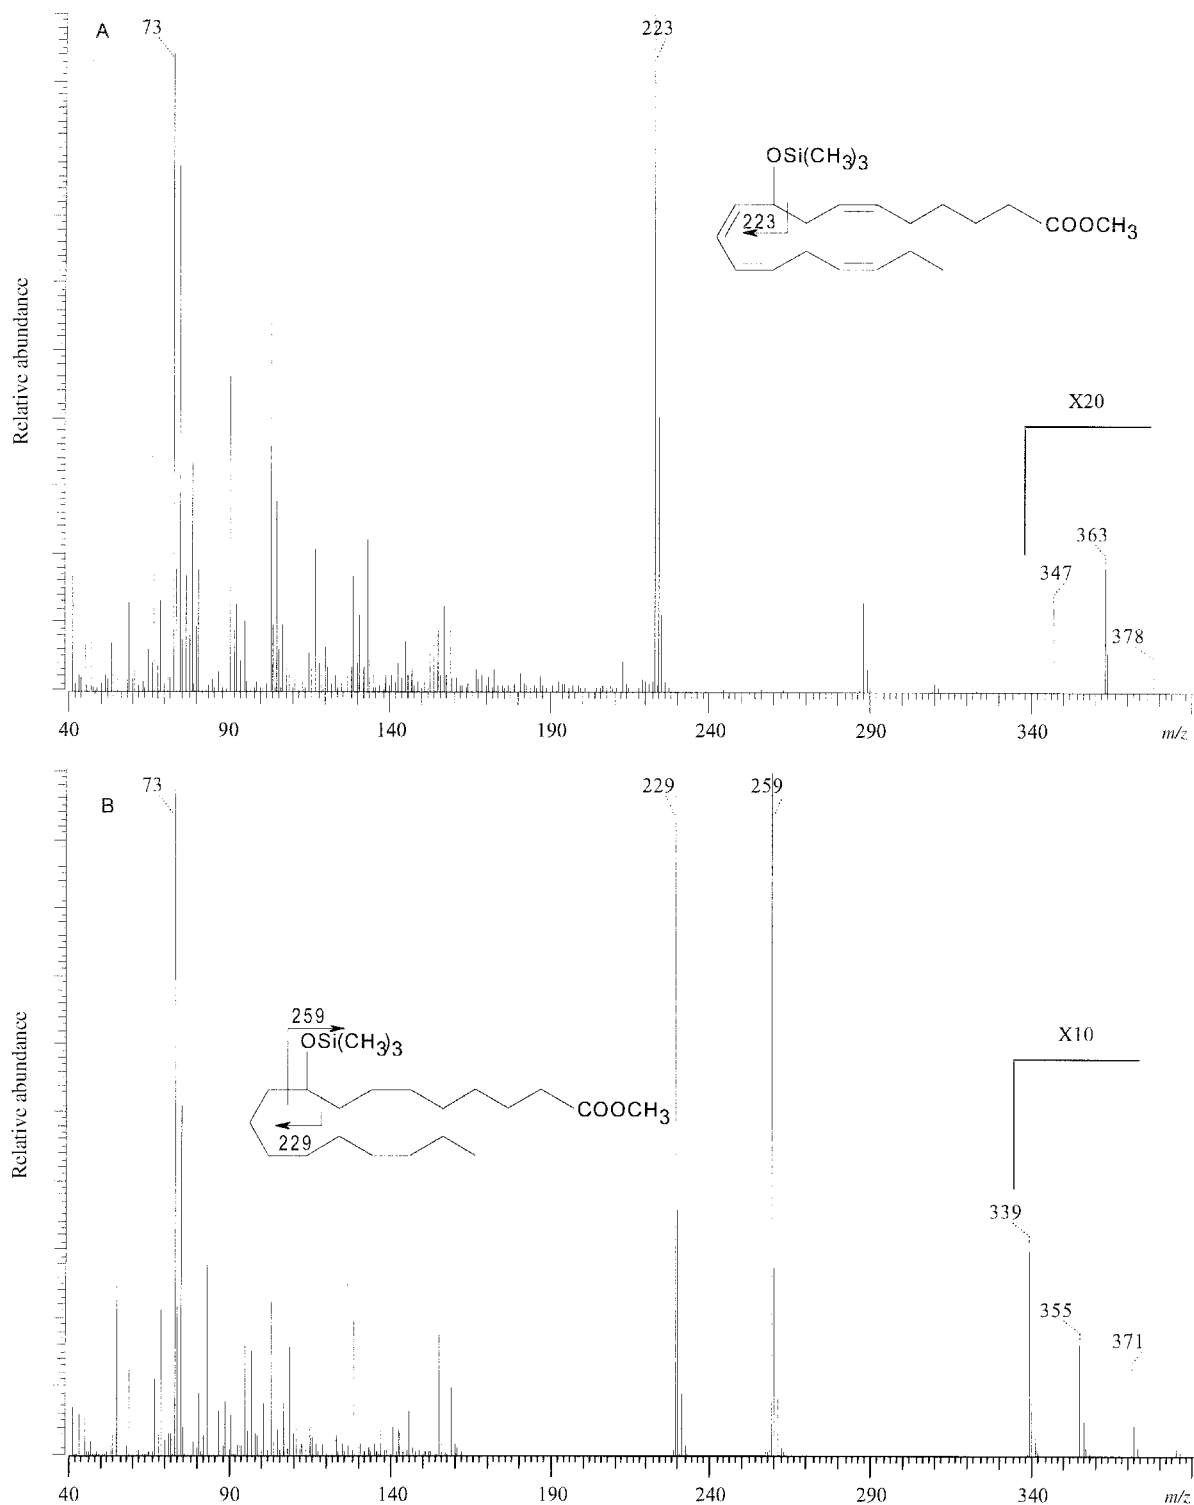 A
73
223
OSi(CH3)3
223
COOCH3
Relative abundance
X20
363
347
378
40 90 140 190 240 290 340 m/z
B
73
229
259
259
OSi(CH3)3
X10
COOCH3
229
Relative abundance
339
355
371
40 90 140 190 240 290 340 m/z